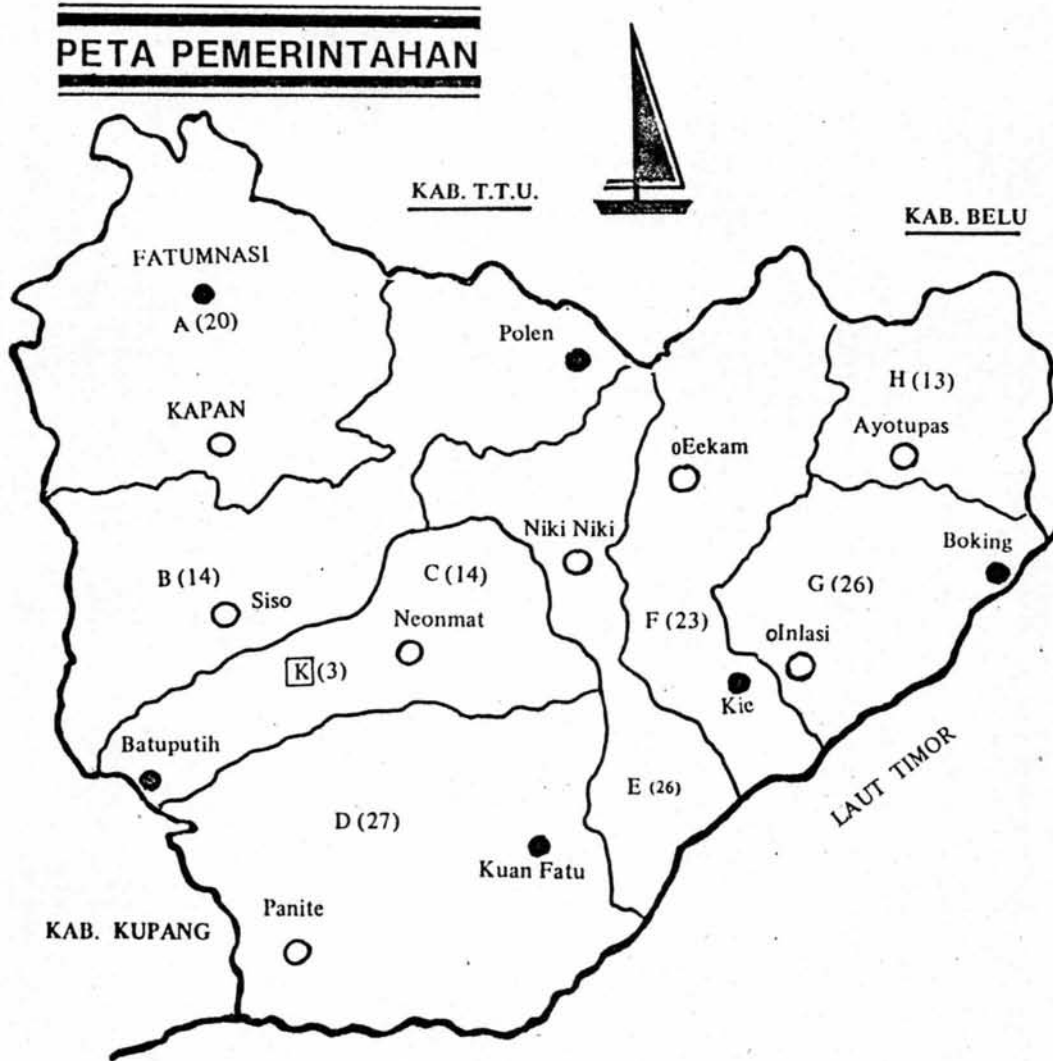 PETA PEMERINTAHAN
KAB. T.T.U.
KAB. BELU
FATUMNASI
A (20)
KAPAN
Polen
H (13)
Ayotupas
oEekam
Niki Niki
Boking
B (14)
Siso
C (14)
Neonmat
G (26)
F (23)
oInlasi
K (3)
Kie
Batuputih
E (26)
LAUT TIMOR
D (27)
Kuan Fatu
Panite
KAB. KUPANG